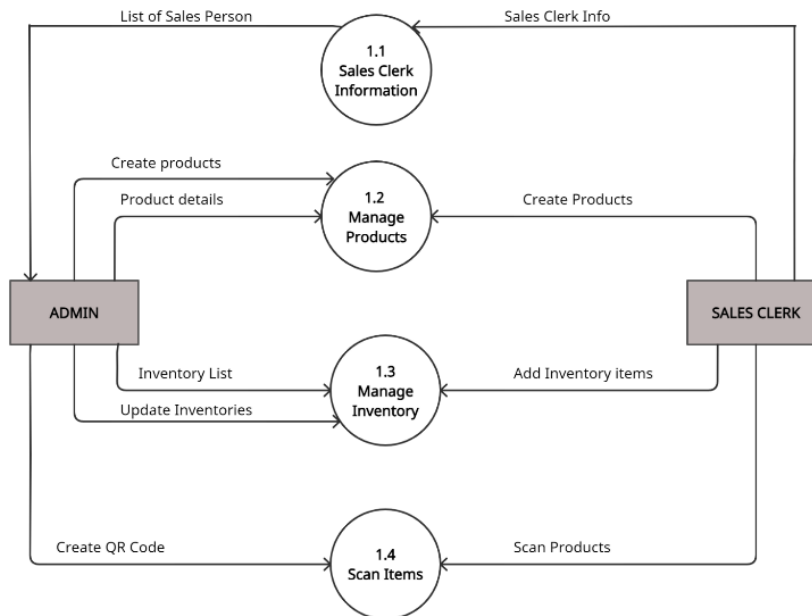 List of Sales Person
Sales Clerk Info
1.1
Sales Clerk
Information
Create products
Product details
1.2
Manage
Products
Create Products
ADMIN
SALES CLERK
Inventory List
Update Inventories
1.3
Manage
Inventory
Add Inventory items
Create QR Code
1.4
Scan Items
Scan Products